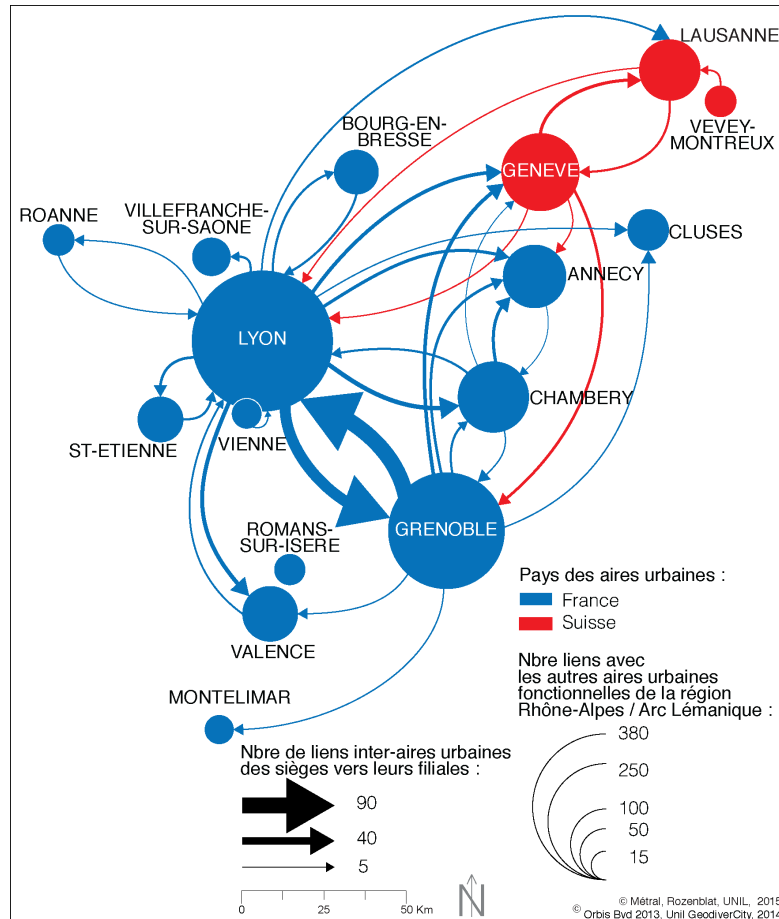 LAUSANNE
VEVEY-
MONTREUX
BOURG-EN-
BRESSE
GENEVE
ROANNE
VILLEFRANCHE-
SUR-SAONE
CLUSES
ANNECY
LYON
CHAMBERY
VIENNE
ST-ETIENNE
GRENOBLE
ROMANS-
SUR-ISERE
VALENCE
MONTELIMAR
Pays des aires urbaines :
France
Suisse
Nbre liens avec
les autres aires urbaines
fonctionnelles de la région
Rhône-Alpes / Arc Lémanique :
380
250
100
50
15
Nbre de liens inter-aires urbaines
des sièges vers leurs filiales :
90
40
5
0 25 50 Km
N
© Métral, Rozenblat, UNIL, 2013
© Orbis Bvd 2013, Unil GeodiverCity, 2014